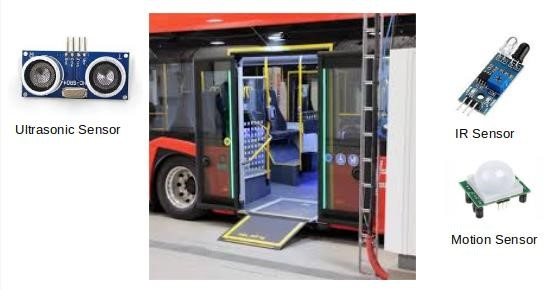 Ultrasonic Sensor
IR Sensor
Motion Sensor